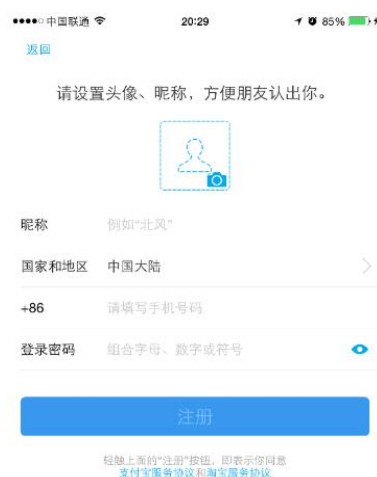 中国联通 20:29 85%
返回
请设置头像、昵称，方便朋友认出你。
昵称 例如“北风”
国家和地区 中国大陆
+86 请填写手机号码
登录密码 组合字母、数字或符号
注册
轻触上面的“注册”按钮，即表示你同意
支付宝服务协议和淘宝服务协议